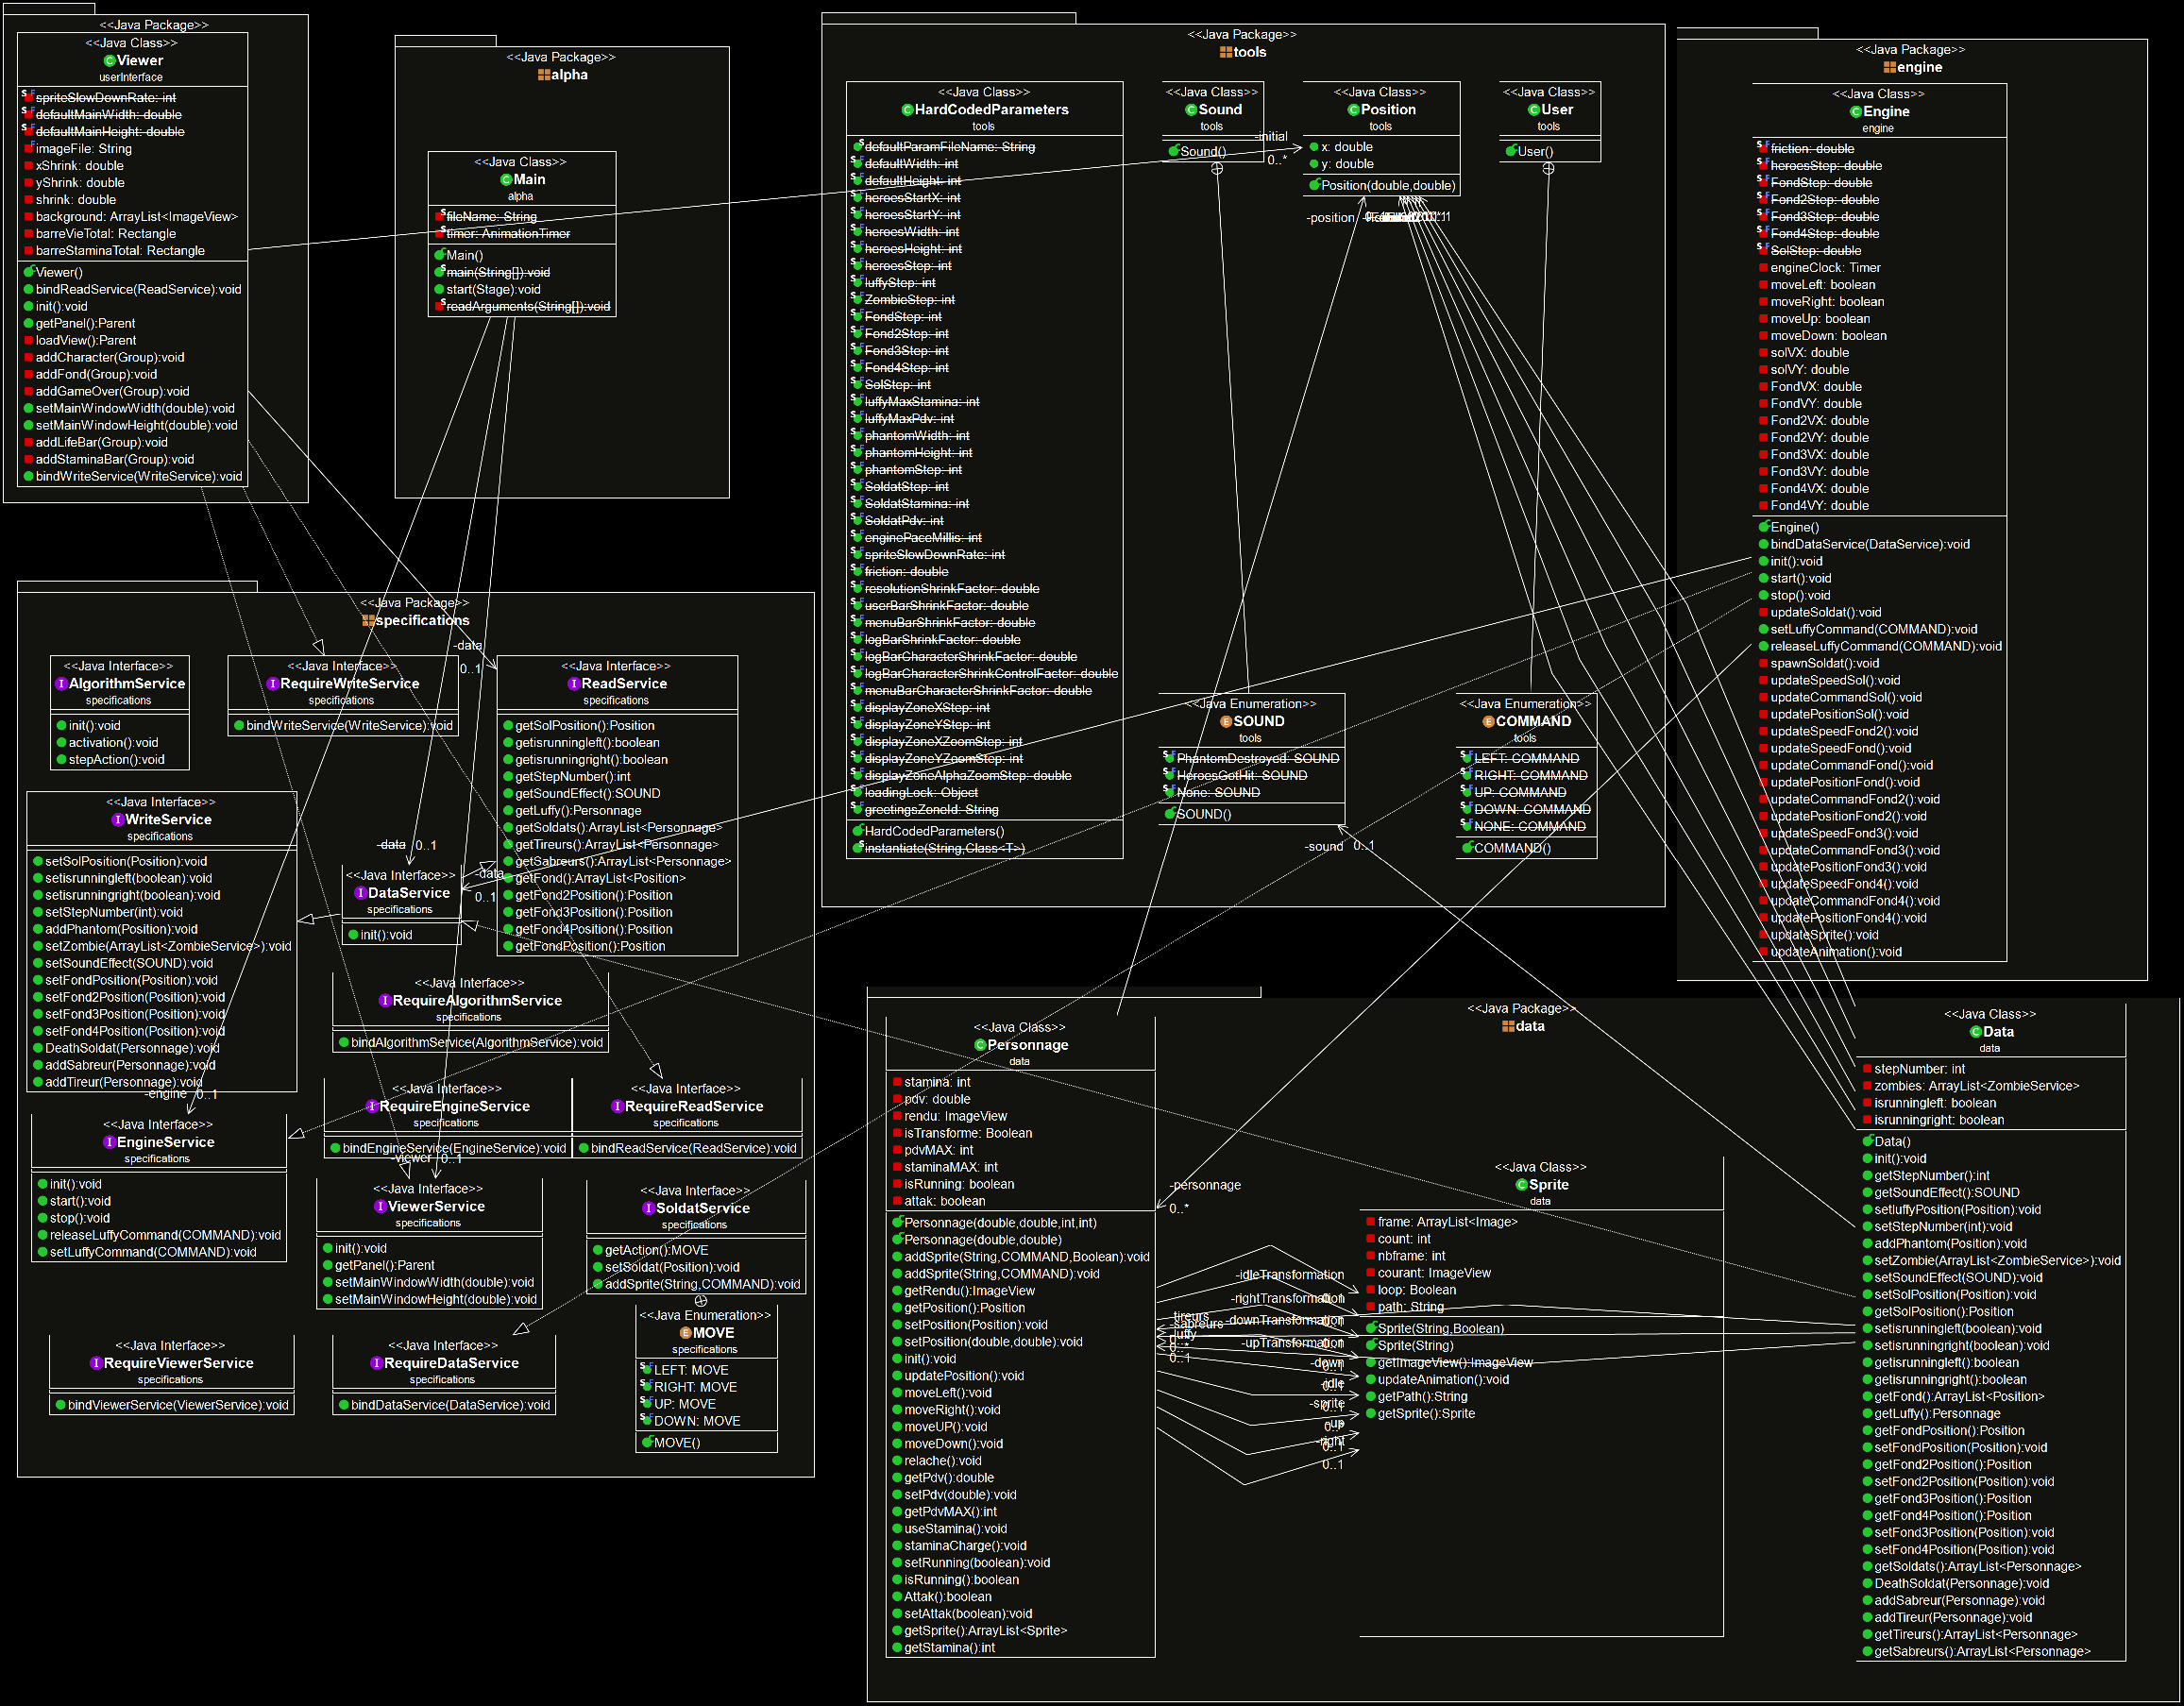 <<Java Package>>
<<Java Class>>
Viewer
userInterface
spriteSlowDownRate: int
defaultMainWidth: double
defaultMainHeight: double
imageFile: String
xShrink: double
yShrink: double
shrink: double
background: ArrayList<ImageView>
barreVieTotal: Rectangle
barreStaminaTotal: Rectangle
Viewer()
bindReadService(ReadService):void
init():void
getPanel():Parent
loadView():Parent
addCharacter(Group):void
addFond(Group):void
addGameOver(Group):void
setMainWindowWidth(double):void
setMainWindowHeight(double):void
addLifeBar(Group):void
addStaminaBar(Group):void
bindWriteService(WriteService):void
<<Java Package>>
alpha
<<Java Class>>
Main
alpha
fileName: String
timer: AnimationTimer
Main()
main(String[]):void
start(Stage):void
readArguments(String[]):void
<<Java Package>>
tools
<<Java Class>>
HardCodedParameters
tools
defaultParamFileName: String
defaultWidth: int
defaultHeight: int
heroesStartX: int
heroesStartY: int
heroesWidth: int
heroesHeight: int
heroesStep: int
luffyStep: int
ZombieStep: int
FondStep: int
Fond2Step: int
Fond3Step: int
Fond4Step: int
SolStep: int
luffyMaxStamina: int
luffyMaxPdv: int
phantomWidth: int
phantomHeight: int
phantomStep: int
SoldatStep: int
SoldatStamina: int
SoldatPdv: int
enginePaceMillis: int
spriteSlowDownRate: int
friction: double
resolutionShrinkFactor: double
userBarShrinkFactor: double
menuBarShrinkFactor: double
logBarShrinkFactor: double
logBarCharacterShrinkFactor: double
logBarCharacterShrinkControlFactor: double
menuBarCharacterShrinkFactor: double
displayZoneXStep: int
displayZoneYStep: int
displayZoneXZoomStep: int
displayZoneYZoomStep: int
displayZoneAlphaZoomStep: double
loadingLock: Object
greetingsZoneId: String
HardCodedParameters()
instantiate(String,Class<T>)
<<Java Class>>
Sound
tools
Sound()
<<Java Class>>
Position
tools
x: double
y: double
Position(double,double)
-initial
0..*
-position
<<Java Class>>
User
tools
User()
<<Java Enumeration>>
SOUND
tools
PhantomDestroyed: SOUND
HeroesGotHit: SOUND
None: SOUND
SOUND()
-sound 0..1
<<Java Enumeration>>
COMMAND
tools
LEFT: COMMAND
RIGHT: COMMAND
UP: COMMAND
DOWN: COMMAND
NONE: COMMAND
COMMAND()
<<Java Package>>
engine
<<Java Class>>
Engine
engine
friction: double
heroesStep: double
FondStep: double
Fond2Step: double
Fond3Step: double
Fond4Step: double
SolStep: double
engineClock: Timer
moveLeft: boolean
moveRight: boolean
moveUp: boolean
moveDown: boolean
solVX: double
solVY: double
FondVX: double
FondVY: double
Fond2VX: double
Fond2VY: double
Fond3VX: double
Fond3VY: double
Fond4VX: double
Fond4VY: double
Engine()
bindDataService(DataService):void
init():void
start():void
stop():void
updateSoldat():void
setLuffyCommand(COMMAND):void
releaseLuffyCommand(COMMAND):void
spawnSoldat():void
updateSpeedSol():void
updateCommandSol():void
updatePositionSol():void
updateSpeedFond2():void
updateSpeedFond():void
updateCommandFond():void
updatePositionFond():void
updateCommandFond2():void
updatePositionFond2():void
updateSpeedFond3():void
updateCommandFond3():void
updatePositionFond3():void
updateSpeedFond4():void
updateCommandFond4():void
updatePositionFond4():void
updateSprite():void
updateAnimation():void
<<Java Package>>
specifications
<<Java Interface>>
AlgorithmService
specifications
init():void
activation():void
stepAction():void
<<Java Interface>>
RequireWriteService
specifications
bindWriteService(WriteService):void
-data
0..1
<<Java Interface>>
ReadService
specifications
getSolPosition():Position
getisrunningleft():boolean
getisrunningright():boolean
getStepNumber():int
getSoundEffect():SOUND
getLuffy():Personnage
getSoldats():ArrayList<Personnage>
getTireurs():ArrayList<Personnage>
getSabreurs():ArrayList<Personnage>
getFond():ArrayList<Position>
getFond2Position():Position
getFond3Position():Position
getFond4Position():Position
getFondPosition():Position
<<Java Interface>>
WriteService
specifications
setSolPosition(Position):void
setisrunningleft(boolean):void
setisrunningright(boolean):void
setStepNumber(int):void
addPhantom(Position):void
setZombie(ArrayList<ZombieService>):void
setSoundEffect(SOUND):void
setFondPosition(Position):void
setFond2Position(Position):void
setFond3Position(Position):void
setFond4Position(Position):void
DeathSoldat(Personnage):void
addSabreur(Personnage):void
addTireur(Personnage):void
-data 0..1
<<Java Interface>>
DataService
specifications
init():void
-data
0..1
<<Java Interface>>
RequireAlgorithmService
specifications
bindAlgorithmService(AlgorithmService):void
-engine 0..1
<<Java Interface>>
EngineService
specifications
init():void
start():void
stop():void
releaseLuffyCommand(COMMAND):void
setLuffyCommand(COMMAND):void
<<Java Interface>>
RequireEngineService
specifications
bindEngineService(EngineService):void
<<Java Interface>>
RequireReadService
specifications
bindReadService(ReadService):void
-viewer 0..1
<<Java Interface>>
ViewerService
specifications
init():void
getPanel():Parent
setMainWindowWidth(double):void
setMainWindowHeight(double):void
<<Java Interface>>
SoldatService
specifications
getAction():MOVE
setSoldat(Position):void
addSprite(String,COMMAND):void
<<Java Enumeration>>
MOVE
specifications
LEFT: MOVE
RIGHT: MOVE
UP: MOVE
DOWN: MOVE
MOVE()
<<Java Interface>>
RequireViewerService
specifications
bindViewerService(ViewerService):void
<<Java Interface>>
RequireDataService
specifications
bindDataService(DataService):void
<<Java Package>>
data
<<Java Class>>
Personnage
data
stamina: int
pdv: double
rendu: ImageView
isTransforme: Boolean
pdvMAX: int
staminaMAX: int
isRunning: boolean
attak: boolean
Personnage(double,double,int,int)
Personnage(double,double)
addSprite(String,COMMAND,Boolean):void
addSprite(String,COMMAND):void
getRendu():ImageView
getPosition():Position
setPosition(Position):void
setPosition(double,double):void
init():void
updatePosition():void
moveLeft():void
moveRight():void
moveUP():void
moveDown():void
relache():void
getPdv():double
setPdv(double):void
getPdvMAX():int
useStamina():void
staminaCharge():void
setRunning(boolean):void
isRunning():boolean
Attak():boolean
setAttak(boolean):void
getSprite():ArrayList<Sprite>
getStamina():int
-personnage
0..*
-tireurs
-sabreurs
-luffy
0..*
0..1
-idleTransformation
-rightTransformation
-downTransformation
-upTransformation
-down
-idle
-sprite
-up
-right
0..1
<<Java Class>>
Sprite
data
frame: ArrayList<Image>
count: int
nbframe: int
courant: ImageView
loop: Boolean
path: String
Sprite(String,Boolean)
Sprite(String)
getImageView():ImageView
updateAnimation():void
getPath():String
getSprite():Sprite
<<Java Class>>
Data
data
stepNumber: int
zombies: ArrayList<ZombieService>
isrunningleft: boolean
isrunningright: boolean
Data()
init():void
getStepNumber():int
getSoundEffect():SOUND
setluffyPosition(Position):void
setStepNumber(int):void
addPhantom(Position):void
setZombie(ArrayList<ZombieService>):void
setSoundEffect(SOUND):void
setSolPosition(Position):void
getSolPosition():Position
setisrunningleft(boolean):void
setisrunningright(boolean):void
getisrunningleft():boolean
getisrunningright():boolean
getFond():ArrayList<Position>
getLuffy():Personnage
getFondPosition():Position
setFondPosition(Position):void
getFond2Position():Position
setFond2Position(Position):void
getFond3Position():Position
getFond4Position():Position
setFond3Position(Position):void
setFond4Position(Position):void
getSoldats():ArrayList<Personnage>
DeathSoldat(Personnage):void
addSabreur(Personnage):void
addTireur(Personnage):void
getTireurs():ArrayList<Personnage>
getSabreurs():ArrayList<Personnage>